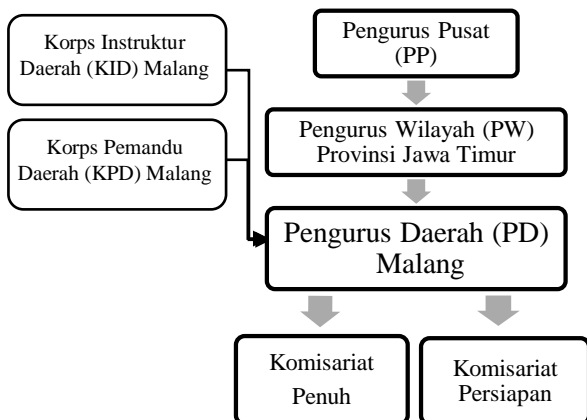 Korps Instruktur
Daerah (KID) Malang
Korps Pemandu
Daerah (KPD) Malang
Pengurus Pusat
(PP)
Pengurus Wilayah (PW)
Provinsi Jawa Timur
Pengurus Daerah (PD)
Malang
Komisariat
Penuh
Komisariat
Persiapan